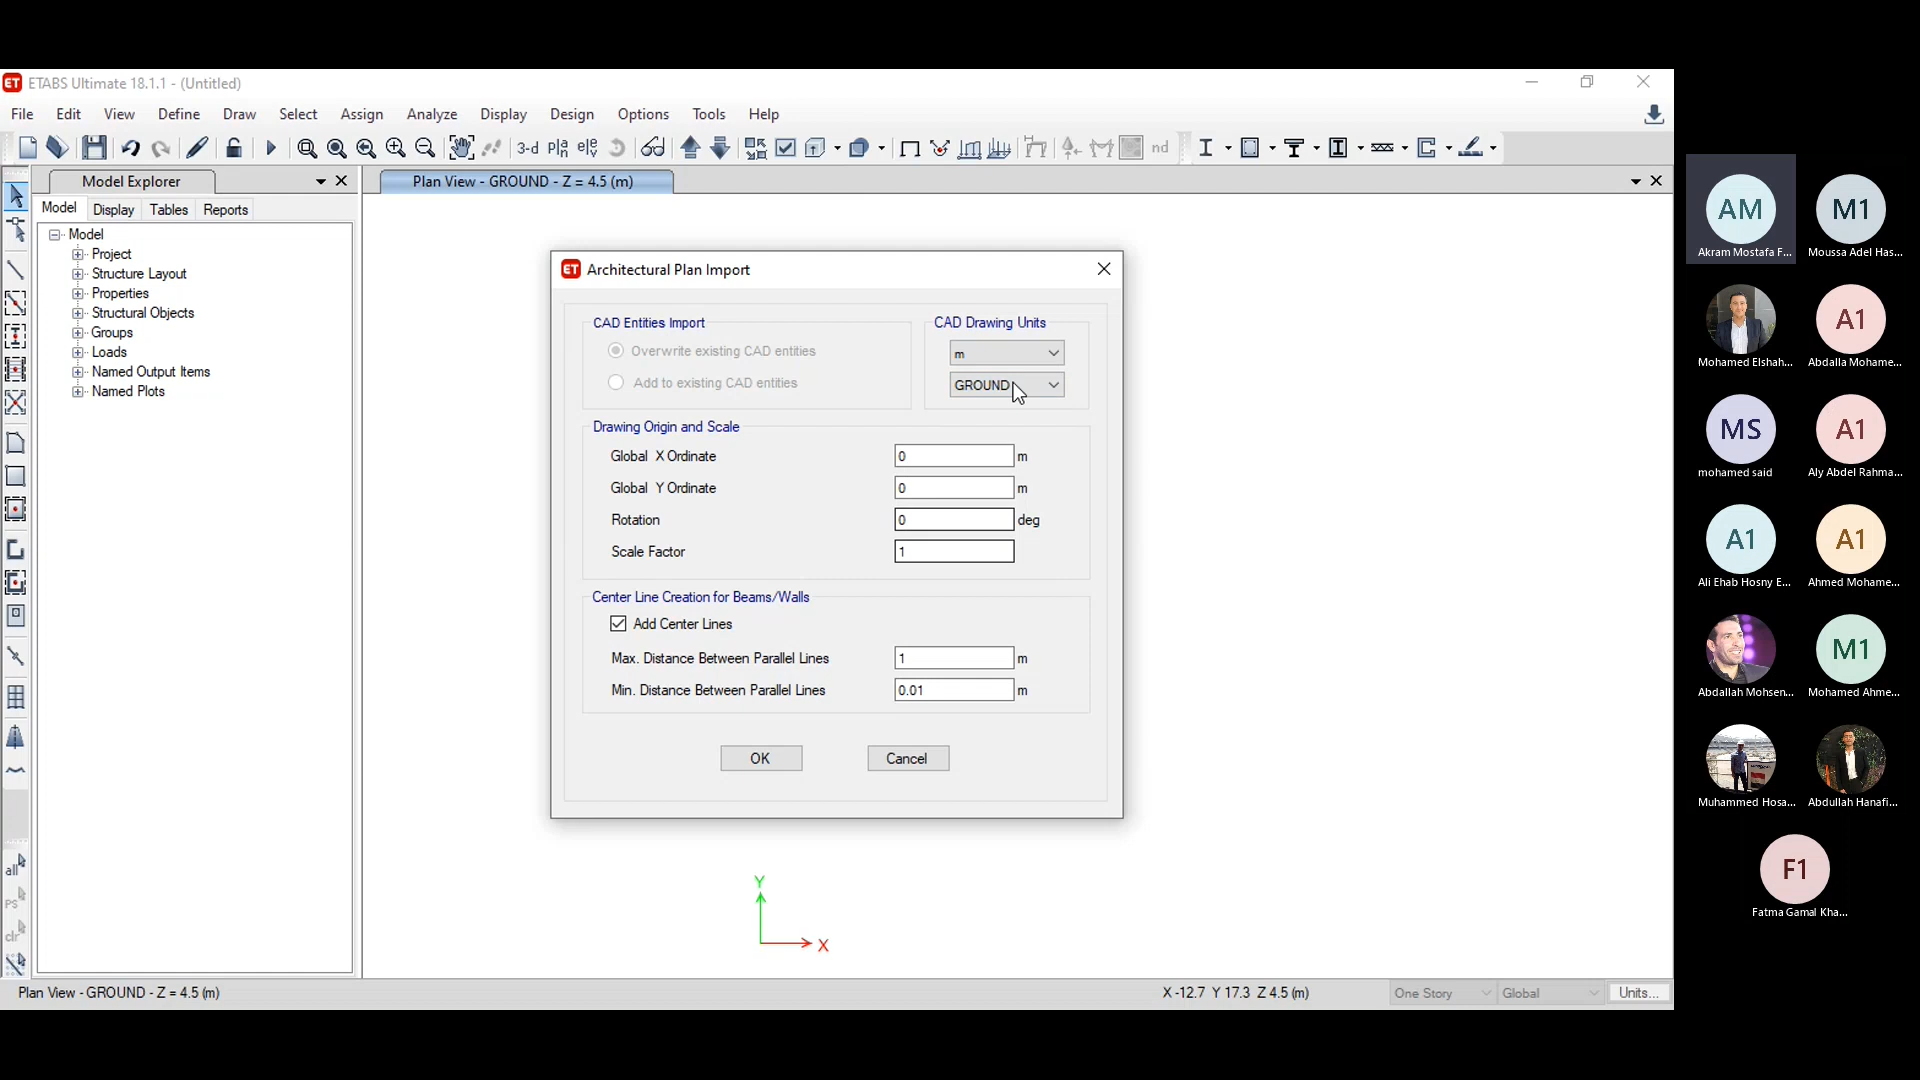 ET ETABS Ultimate 18.1.1 - (Untitled)
File Edit View Define Draw Select Assign Analyze Display Design Options Tools Help
3-d nd
Model Explorer
Plan View - GROUND - Z = 4.5 (m)
Model Display Tables Reports
Model
Project
Structure Layout
Properties
Structural Objects
Groups
Loads
Named Output Items
Named Plots
ET Architectural Plan Import
CAD Entities Import
Overwrite existing CAD entities
Add to existing CAD entities
CAD Drawing Units
m
GROUND
Drawing Origin and Scale
Global X Ordinate 0 m
Global Y Ordinate 0 m
Rotation 0 deg
Scale Factor 1
Center Line Creation for Beams/Walls
Add Center Lines
Max. Distance Between Parallel Lines 1 m
Min. Distance Between Parallel Lines 0.01 m
OK Cancel
Y
X
all
PS
clr
Plan View - GROUND - Z = 4.5 (m)
X -12.7 Y 17.3 Z 4.5 (m)
One Story Global Units...
AM M1
Akram Mostafa F... Moussa Adel Has...
A1
Mohamed Elshah... Abdalla Mohame...
MS A1
mohamed said Aly Abdel Rahma...
A1 A1
Ali Ehab Hosny E... Ahmed Mohame...
M1
Abdallah Mohsen... Mohamed Ahme...
Muhammed Hosa... Abdullah Hanafi...
F1
Fatma Gamal Kha...